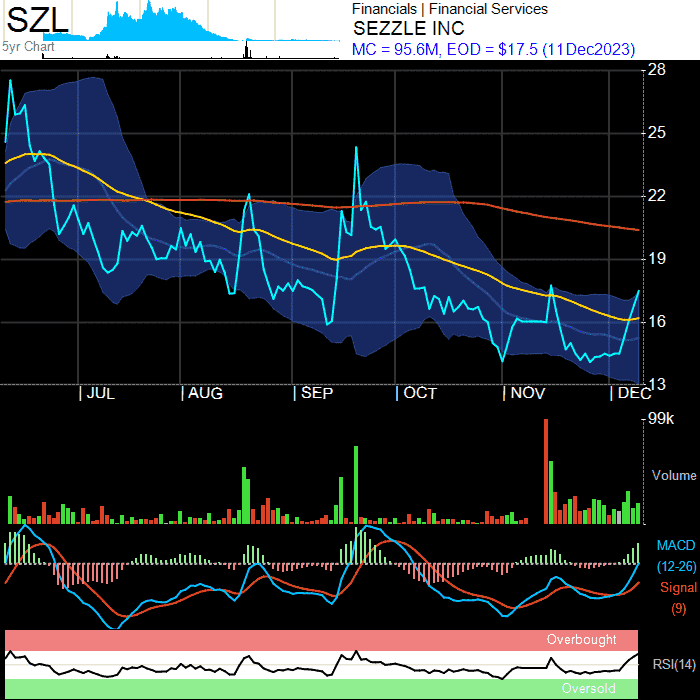 SZL
5yr Chart
Financials | Financial Services
SEZZLE INC
MC = 95.6M, EOD = $17.5 (11Dec2023)
28
25
22
19
16
13
JUL
AUG
SEP
OCT
NOV
DEC
99k
Volume
MACD
(12-26)
Signal
(9)
Overbought
RSI(14)
Oversold